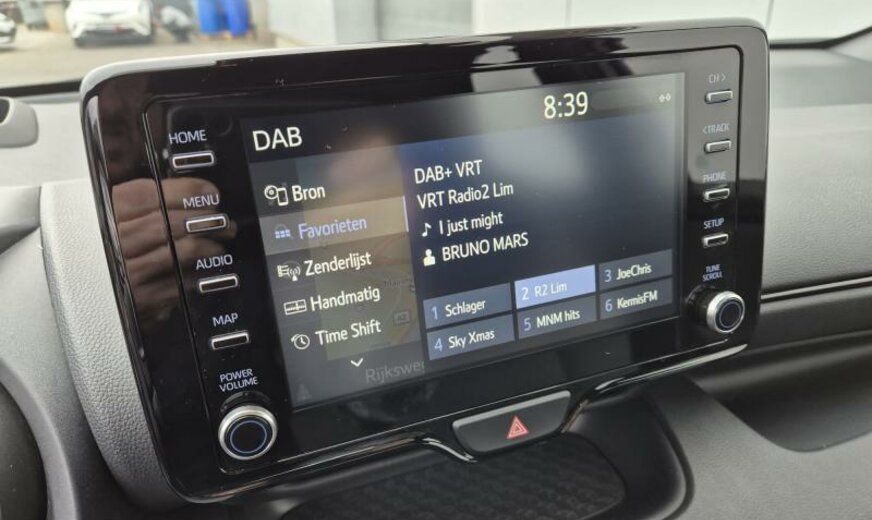 HOME
MENU
AUDIO
MAP
POWER
VOLUME
DAB
8:39
Bron
Favorieten
Zenderlijst
Handmatig
Time Shift
DAB+ VRT
VRT Radio2 Lim
I just might
BRUNO MARS
1 Schlager
2 R2 Lim
3 JoeChris
4 Sky Xmas
5 MNM hits
6 KermisFM
CH >
< TRACK
PHONE
SETUP
TUNE
SCROLL